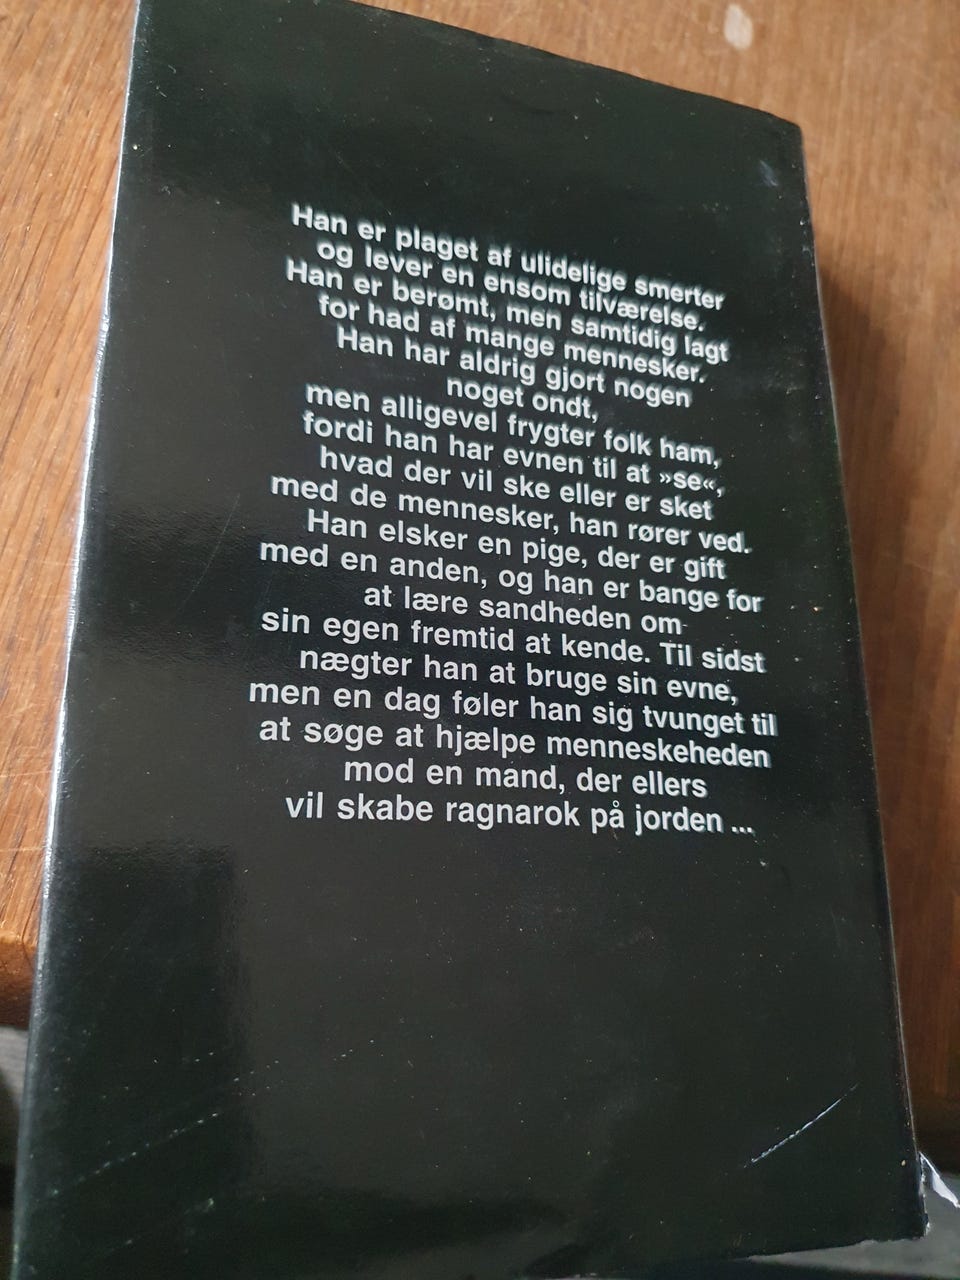 Han er plaget af ulidelige smerter
og lever en ensom tilværelse.
Han er berømt, men samtidig lagt
for had af mange mennesker.
Han har aldrig gjort nogen
noget ondt,
men alligevel frygter folk ham,
fordi han har evnen til at »se«,
hvad der vil ske eller er sket
med de mennesker, han rører ved.
Han elsker en pige, der er gift
med en anden, og han er bange for
at lære sandheden om
sin egen fremtid at kende. Til sidst
nægter han at bruge sin evne,
men en dag føler han sig tvunget til
at søge at hjælpe menneskeheden
mod en mand, der ellers
vil skabe ragnarok på jorden ...